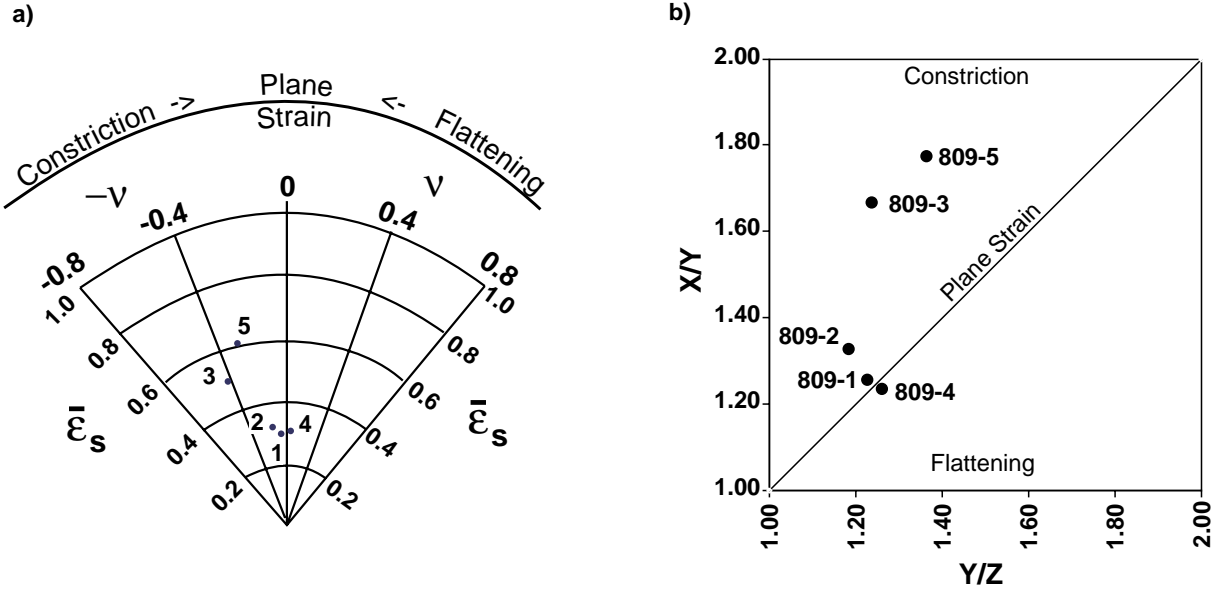 a)
Constriction -> Plane <- Flattening
Strain
–ν 0 ν
-0.4 0.4
-0.8 0.8
1.0 1.0
0.8 0.8
0.6 0.6
0.4 0.4
0.2 0.2
ε̄s ε̄s
5
3
2 4
1
b)
2.00
1.80
1.60
1.40
1.20
1.00
X/Y
Constriction
809-5
809-3
Plane Strain
809-2
809-1
809-4
Flattening
1.00 1.20 1.40 1.60 1.80 2.00
Y/Z